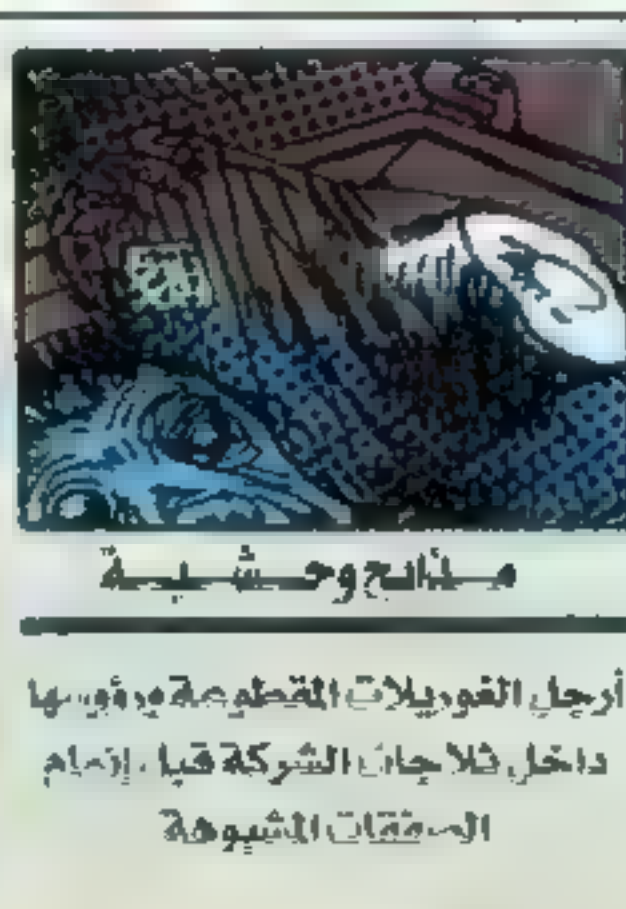 مذابح وحشية
أرجل الغوريلات المقطوعة ورؤوسها
داخل ثلاجات الشركة قبل إتمام
الصفقات المشبوهة